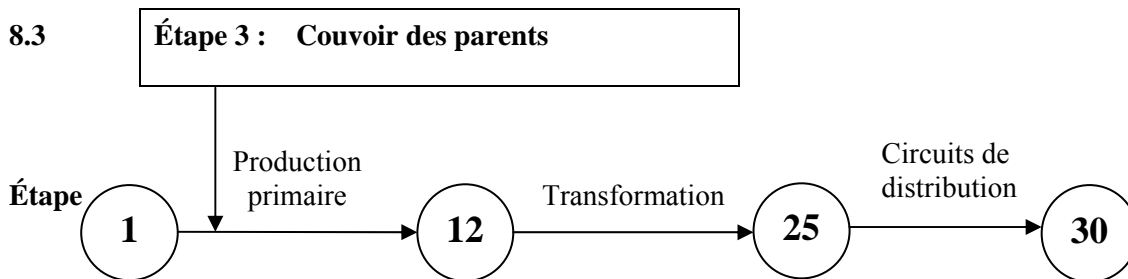 8.3 Étape 3 : Couvoir des parents
Production
primaire
Circuits de
distribution
Transformation
Étape 1 12 25 30